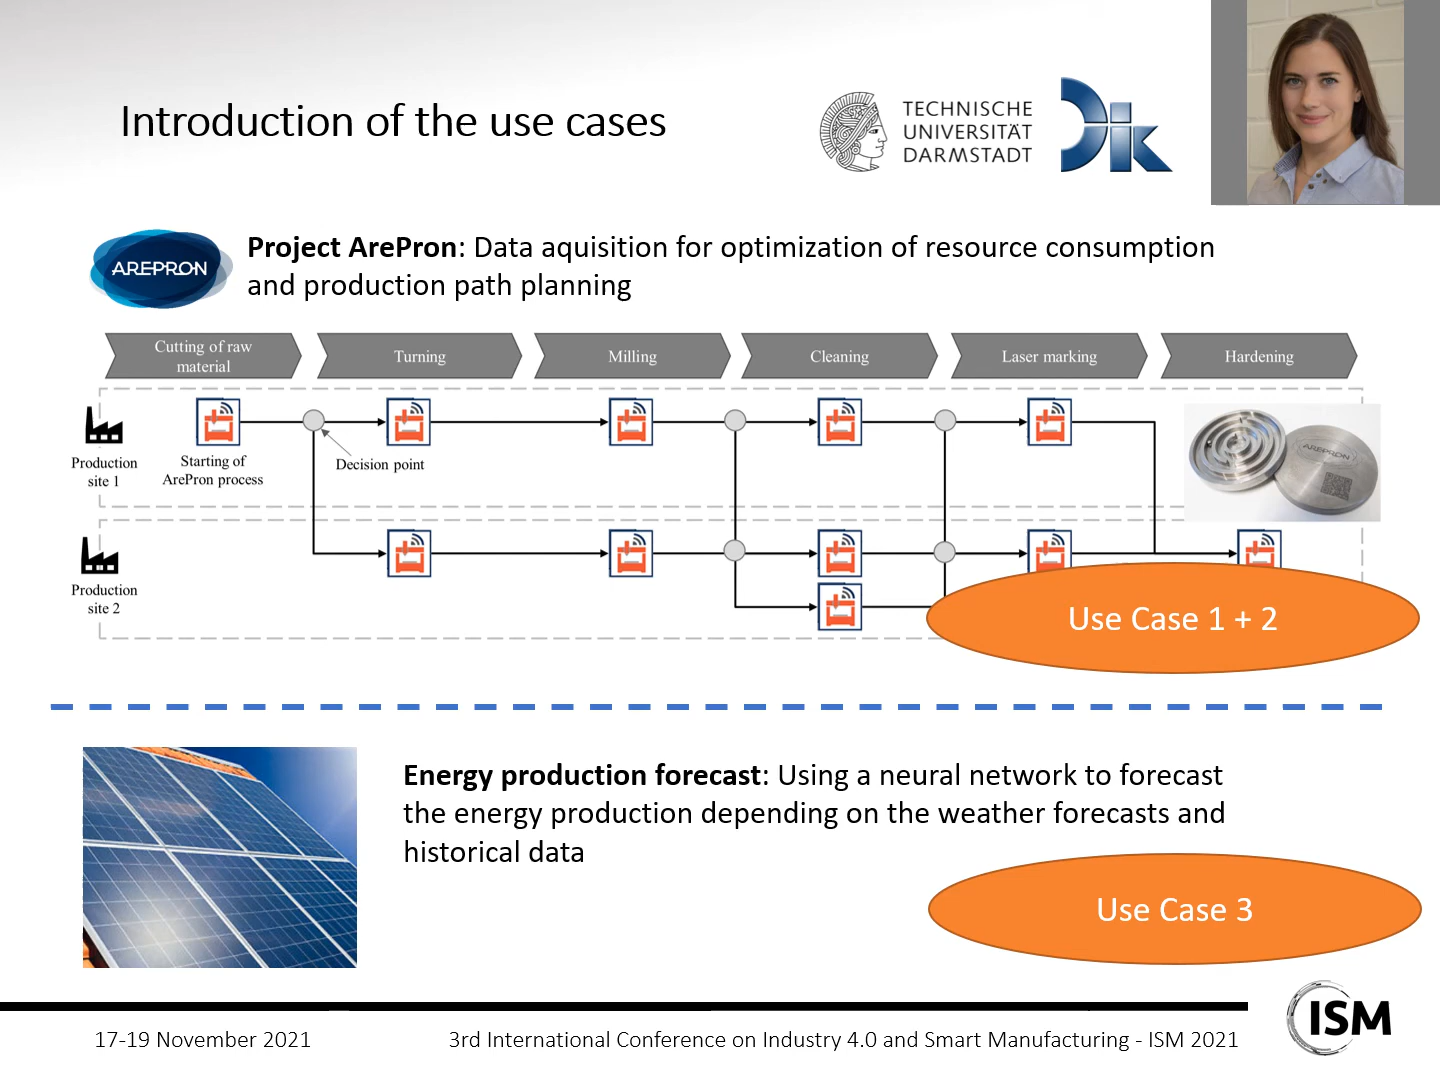 Introduction of the use cases
TECHNISCHE
UNIVERSITÄT
DARMSTADT
Dik
AREPRON
Project ArePron: Data aquisition for optimization of resource consumption
and production path planning
Cutting of raw
material
Turning
Milling
Cleaning
Laser marking
Hardening
Production
site 1
Starting of
ArePron process
Decision point
AREPRON
Production
site 2
Use Case 1 + 2
Energy production forecast: Using a neural network to forecast
the energy production depending on the weather forecasts and
historical data
Use Case 3
17-19 November 2021
3rd International Conference on Industry 4.0 and Smart Manufacturing - ISM 2021
ISM